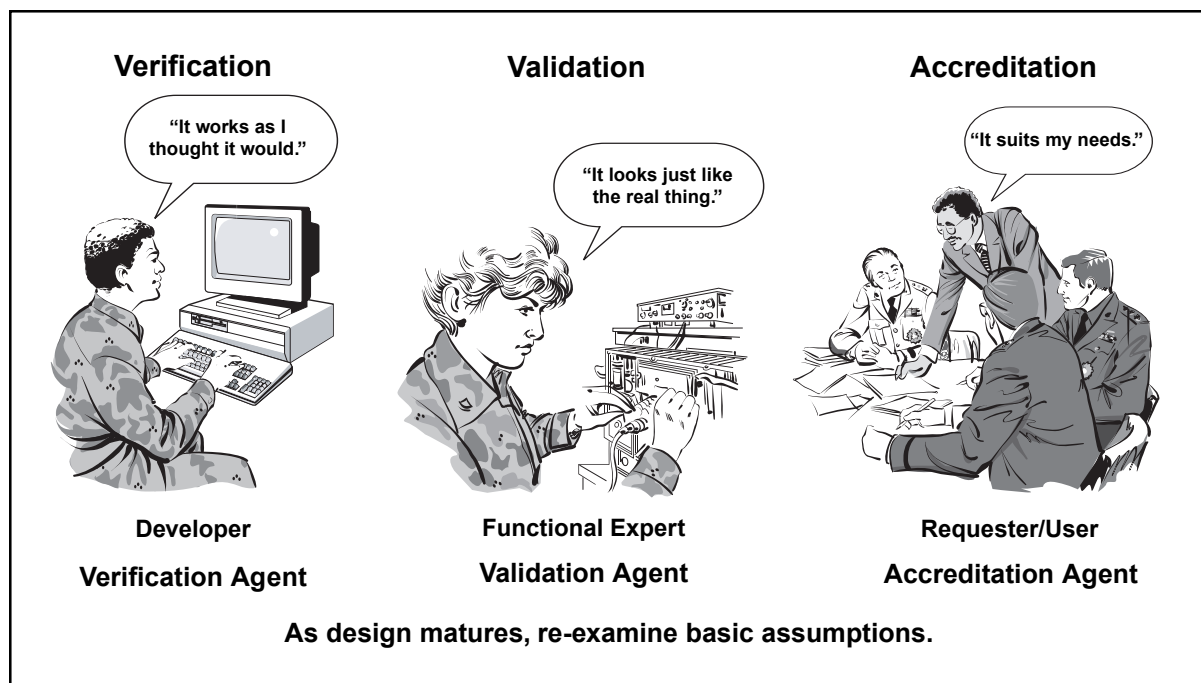 Verification
Validation
Accreditation
“It works as I
thought it would.”
“It looks just like
the real thing.”
“It suits my needs.”
Developer
Functional Expert
Requester/User
Verification Agent
Validation Agent
Accreditation Agent
As design matures, re-examine basic assumptions.